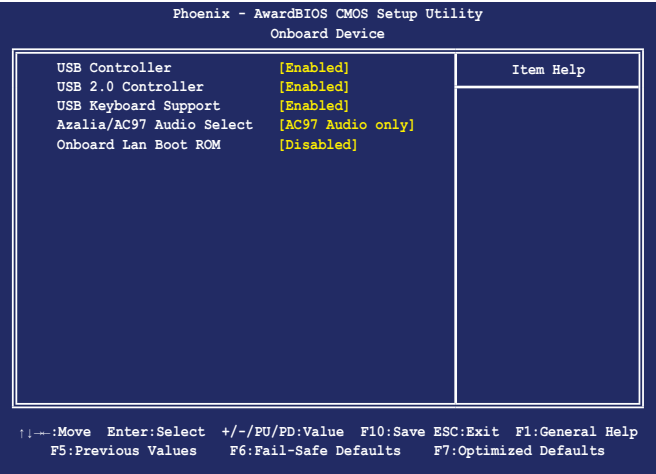 Phoenix - AwardBIOS CMOS Setup Utility
Onboard Device
USB Controller [Enabled]
Item Help
USB 2.0 Controller [Enabled]
USB Keyboard Support [Enabled]
Azalia/AC97 Audio Select [AC97 Audio only]
Onboard Lan Boot ROM [Disabled]
↑↓→←:Move Enter:Select +/-/PU/PD:Value F10:Save ESC:Exit F1:General Help
F5:Previous Values F6:Fail-Safe Defaults F7:Optimized Defaults